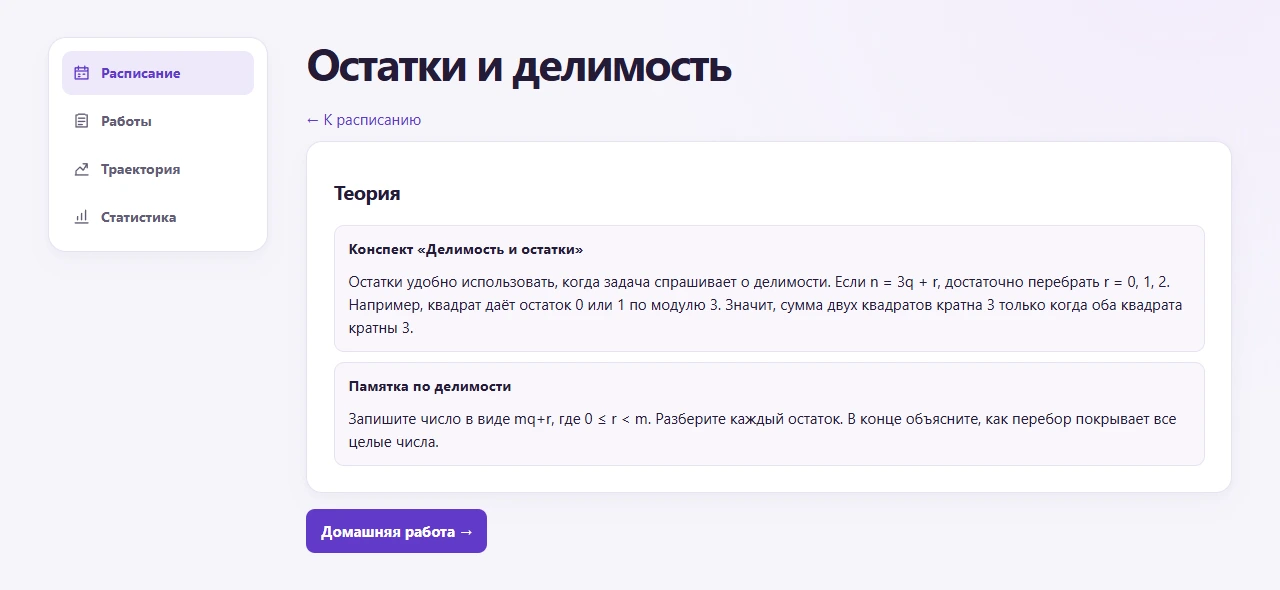 Расписание
Работы
Траектория
Статистика
Остатки и делимость
← К расписанию
Теория
Конспект «Делимость и остатки»
Остатки удобно использовать, когда задача спрашивает о делимости. Если n = 3q + r, достаточно перебрать r = 0, 1, 2.
Например, квадрат даёт остаток 0 или 1 по модулю 3. Значит, сумма двух квадратов кратна 3 только когда оба квадрата
кратны 3.
Памятка по делимости
Запишите число в виде mq+r, где 0 ≤ r < m. Разберите каждый остаток. В конце объясните, как перебор покрывает все
целые числа.
Домашняя работа →